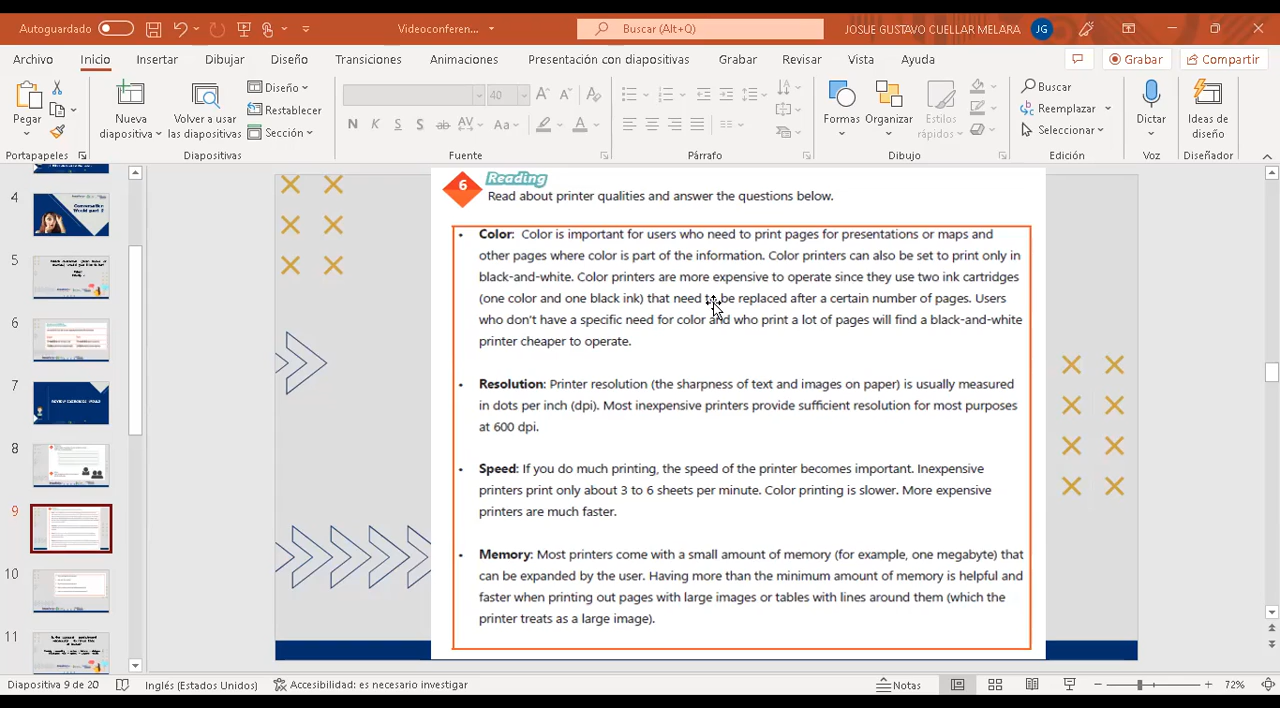 Autoguardado
Videoconferen...
Buscar (Alt+Q)
JOSUE GUSTAVO CUELLAR MELARA
JG
Archivo Inicio Insertar Dibujar Diseño Transiciones Animaciones Presentación con diapositivas Grabar Revisar Vista Ayuda
Grabar
Compartir
Pegar
Nueva diapositiva
Volver a usar las diapositivas
Diseño
Restablecer
Sección
40
N K S S ab AV Aa A
Formas
Organizar
Estilos rápidos
Buscar
Reemplazar
Seleccionar
Dictar
Ideas de diseño
Portapapeles
Diapositivas
Fuente
Párrafo
Dibujo
Edición
Voz
Diseñador
4
5
6
7
8
9
10
11
6 Reading
Read about printer qualities and answer the questions below.
• Color: Color is important for users who need to print pages for presentations or maps and
other pages where color is part of the information. Color printers can also be set to print only in
black-and-white. Color printers are more expensive to operate since they use two ink cartridges
(one color and one black ink) that need to be replaced after a certain number of pages. Users
who don't have a specific need for color and who print a lot of pages will find a black-and-white
printer cheaper to operate.
• Resolution: Printer resolution (the sharpness of text and images on paper) is usually measured
in dots per inch (dpi). Most inexpensive printers provide sufficient resolution for most purposes
at 600 dpi.
• Speed: If you do much printing, the speed of the printer becomes important. Inexpensive
printers print only about 3 to 6 sheets per minute. Color printing is slower. More expensive
printers are much faster.
• Memory: Most printers come with a small amount of memory (for example, one megabyte) that
can be expanded by the user. Having more than the minimum amount of memory is helpful and
faster when printing out pages with large images or tables with lines around them (which the
printer treats as a large image).
Diapositiva 9 de 20
Inglés (Estados Unidos)
Accesibilidad: es necesario investigar
Notas
72%